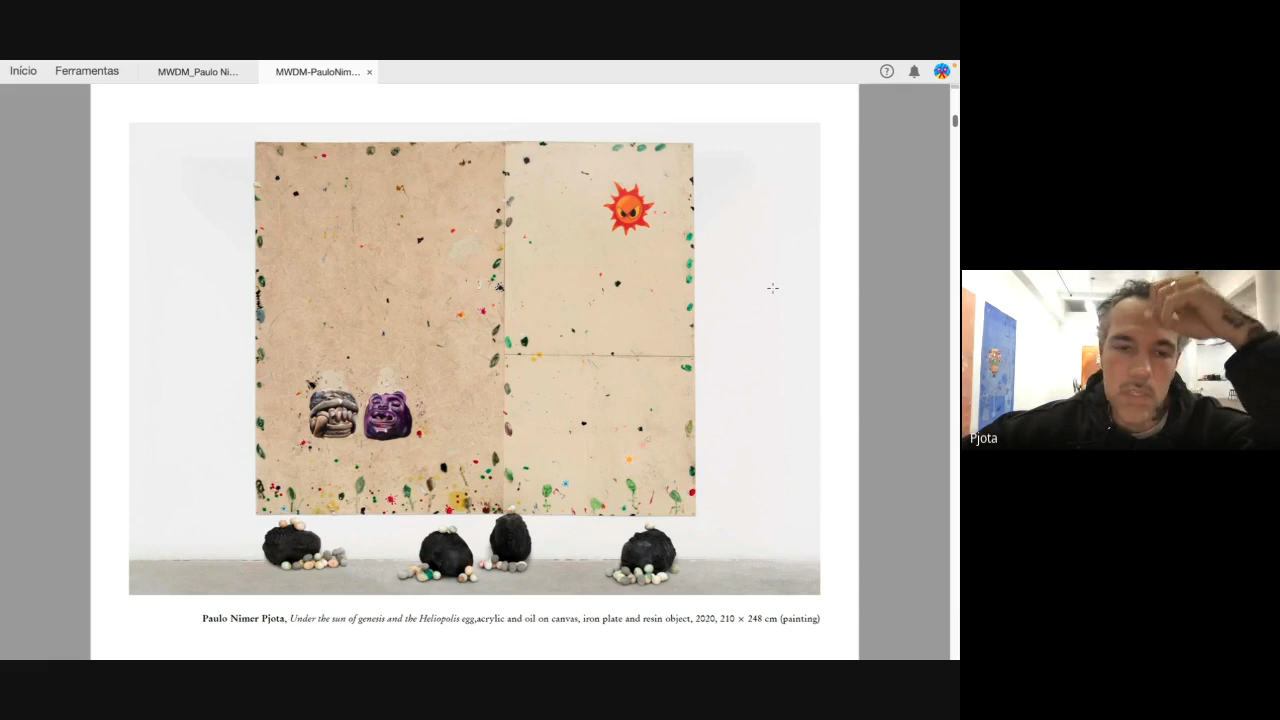 Início Ferramentas MWDM_Paulo Ni... MWDM-PauloNim... ×
Pjota
Paulo Nimer Pjota, Under the sun of genesis and the Heliopolis egg,acrylic and oil on canvas, iron plate and resin object, 2020, 210 × 248 cm (painting)